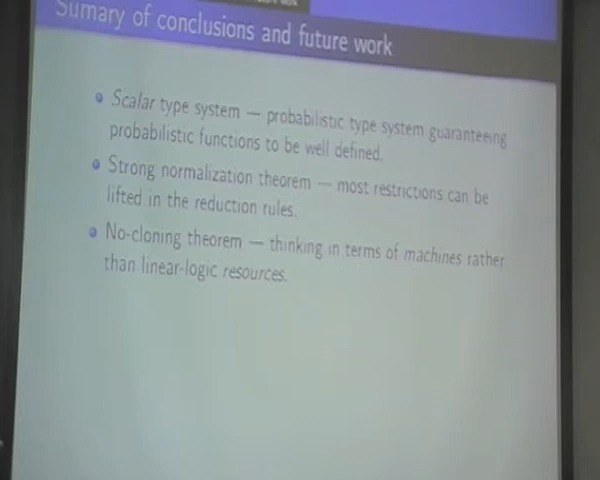 Sumary of conclusions and future work
Scalar type system — probabilistic type system guaranteeing
probabilistic functions to be well defined.
Strong normalization theorem — most restrictions can be
lifted in the reduction rules.
No-cloning theorem — thinking in terms of machines rather
than linear-logic resources.